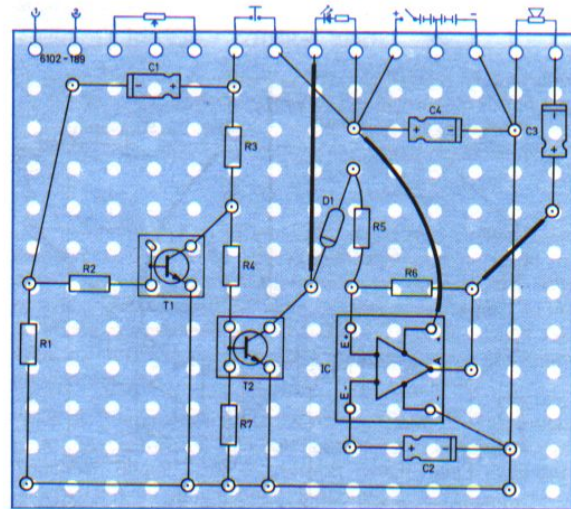 + -
6102-189
C1
- +
C4
+ -
C3
-
+
R3
D1
R5
R4
R2
T1
R6
R1
IC
E+
+
A
E-
-
T2
R7
C2
+ -